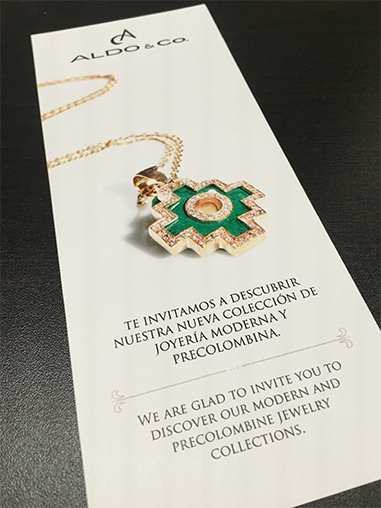 CA
ALDO & CO.
TE INVITAMOS A DESCUBRIR
NUESTRA NUEVA COLECCIÓN DE
JOYERÍA MODERNA Y
PRECOLOMBINA.
WE ARE GLAD TO INVITE YOU TO
DISCOVER OUR MODERN AND
PRECOLOMBINE JEWELRY
COLLECTIONS.